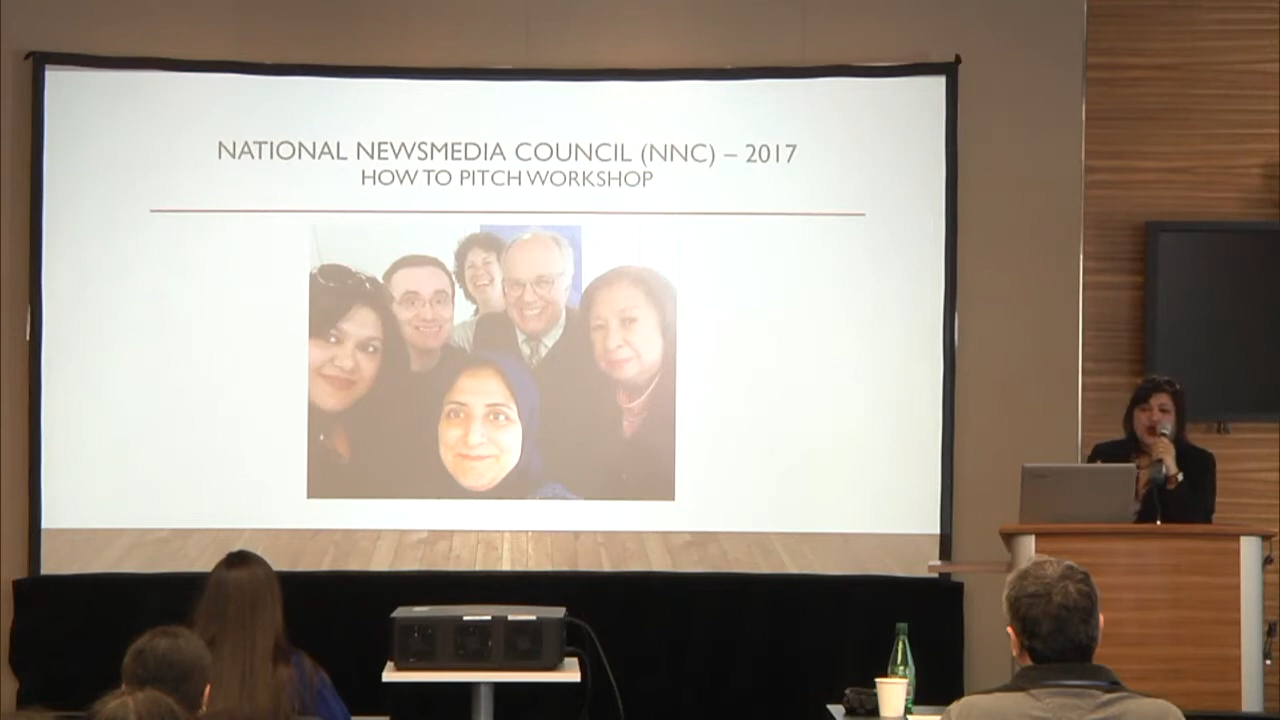 NATIONAL NEWSMEDIA COUNCIL (NNC) – 2017
HOW TO PITCH WORKSHOP